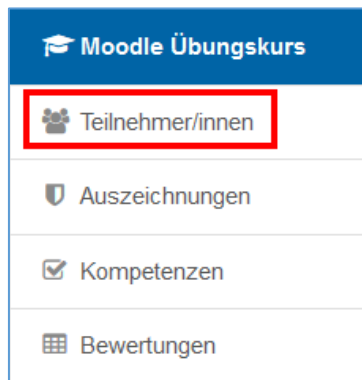 Moodle Übungskurs
Teilnehmer/innen
Auszeichnungen
Kompetenzen
Bewertungen